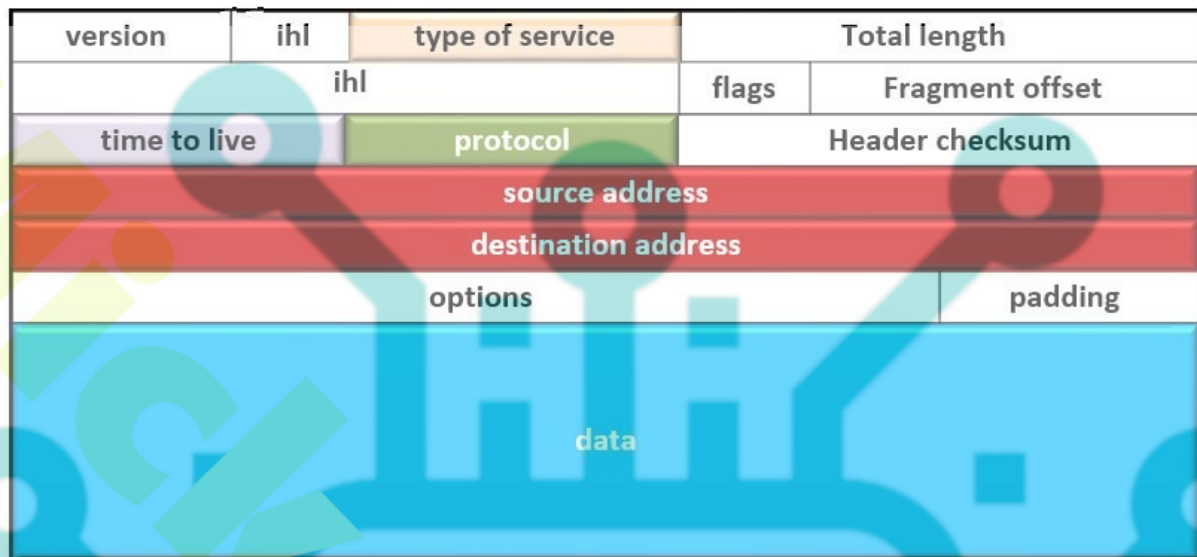 version ihl type of service Total length
ihl flags Fragment offset
time to live protocol Header checksum
source address
destination address
options padding
data